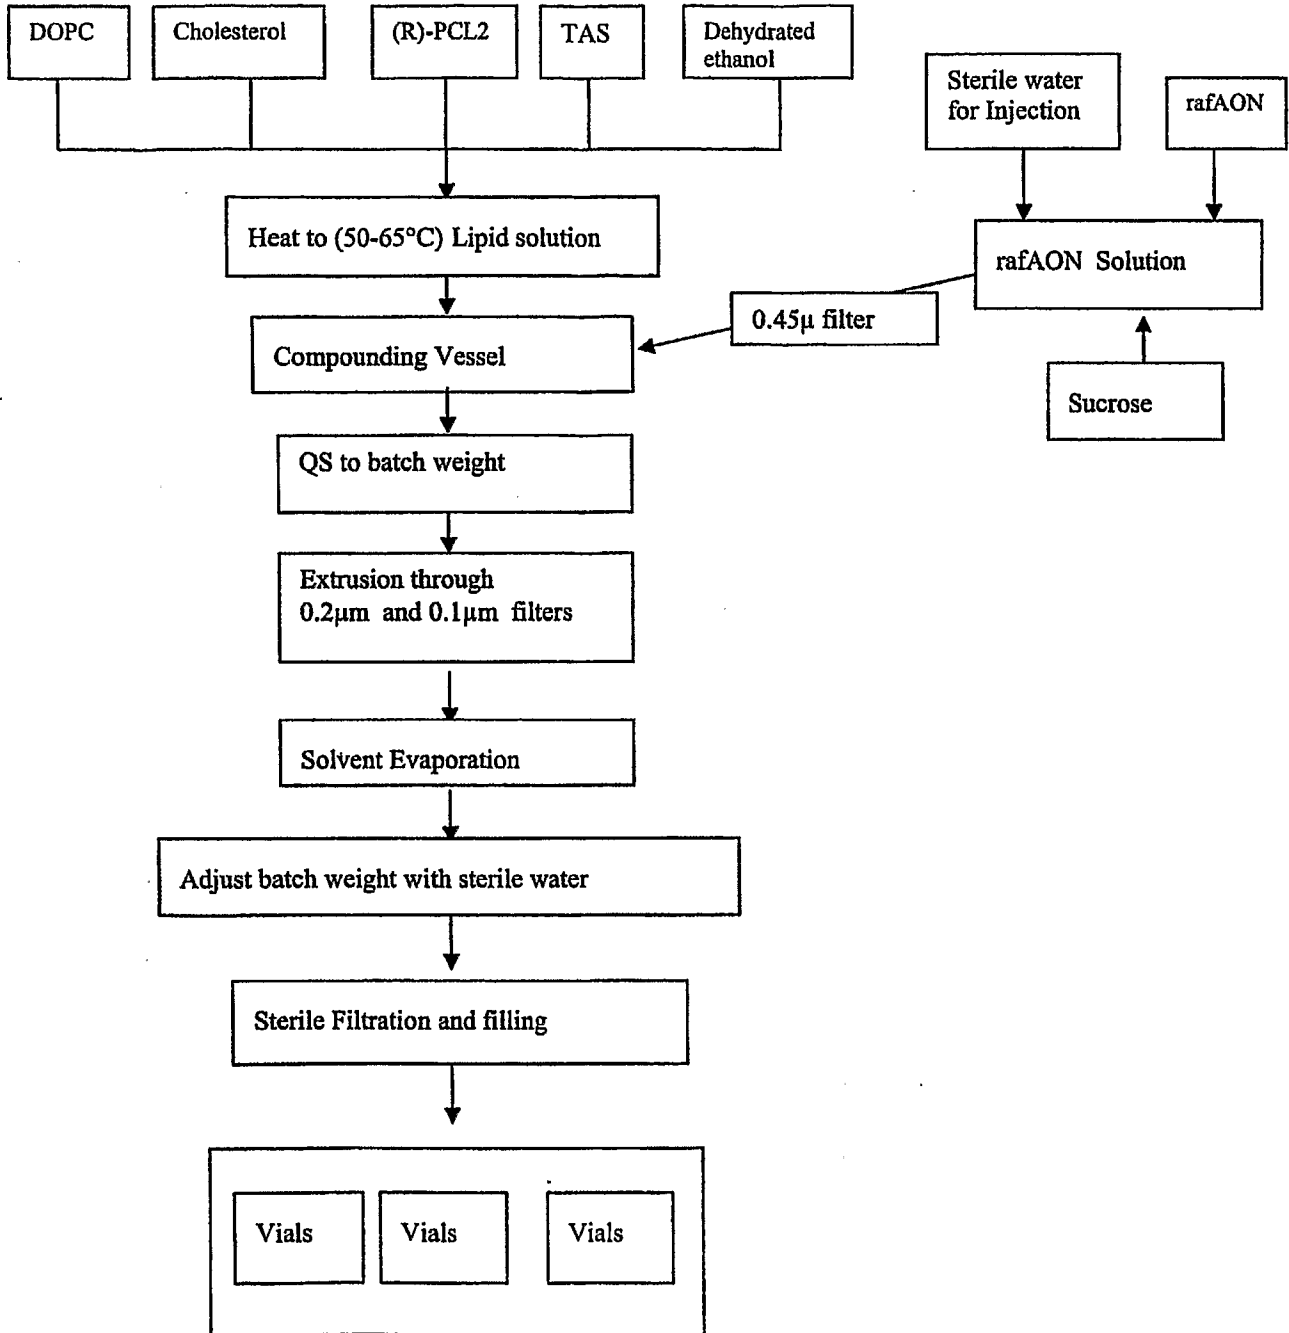 DOPC
Cholesterol
(R)-PCL2
TAS
Dehydrated
ethanol
Sterile water
for Injection
rafAON
Heat to (50-65°C) Lipid solution
rafAON Solution
0.45µ filter
Compounding Vessel
Sucrose
QS to batch weight
Extrusion through
0.2µm and 0.1µm filters
Solvent Evaporation
Adjust batch weight with sterile water
Sterile Filtration and filling
Vials
Vials
Vials